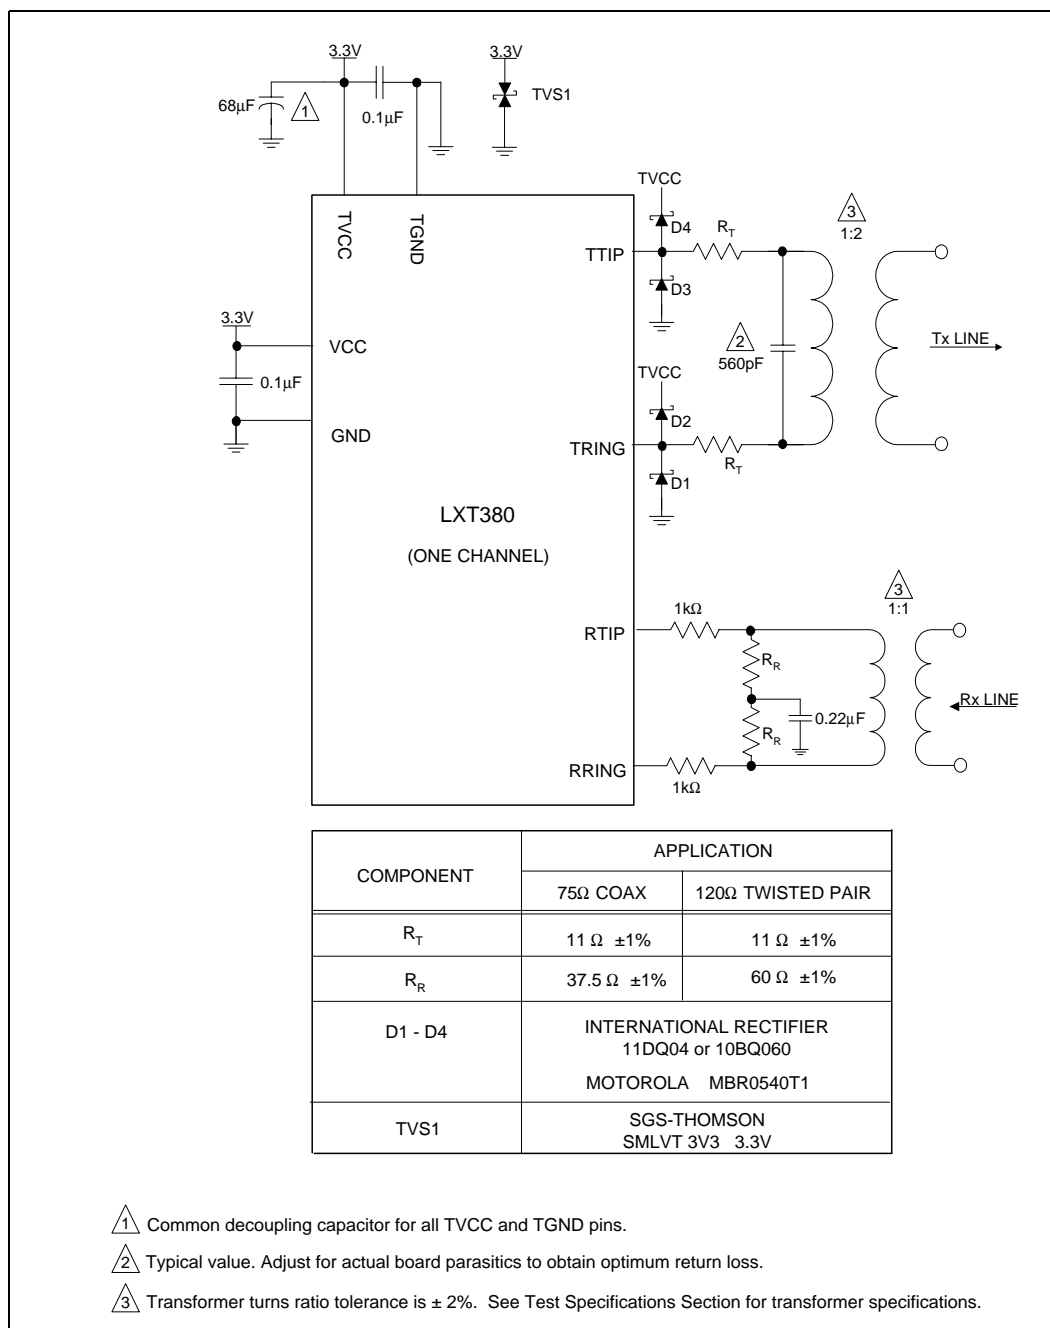 3.3V
3.3V
68µF
1
0.1µF
TVS1
TVCC
TGND
TVCC
D4
R_T
3
1:2
TTIP
D3
3.3V
VCC
0.1µF
GND
2
560pF
Tx LINE
TVCC
D2
TRING
R_T
D1
LXT380
(ONE CHANNEL)
3
1:1
1kΩ
RTIP
R_R
0.22µF
Rx LINE
R_R
RRING
1kΩ
COMPONENT
APPLICATION
75Ω COAX
120Ω TWISTED PAIR
R_T
11 Ω ±1%
11 Ω ±1%
R_R
37.5 Ω ±1%
60 Ω ±1%
D1 - D4
INTERNATIONAL RECTIFIER
11DQ04 or 10BQ060
MOTOROLA MBR0540T1
TVS1
SGS-THOMSON
SMLVT 3V3 3.3V
1 Common decoupling capacitor for all TVCC and TGND pins.
2 Typical value. Adjust for actual board parasitics to obtain optimum return loss.
3 Transformer turns ratio tolerance is ± 2%. See Test Specifications Section for transformer specifications.